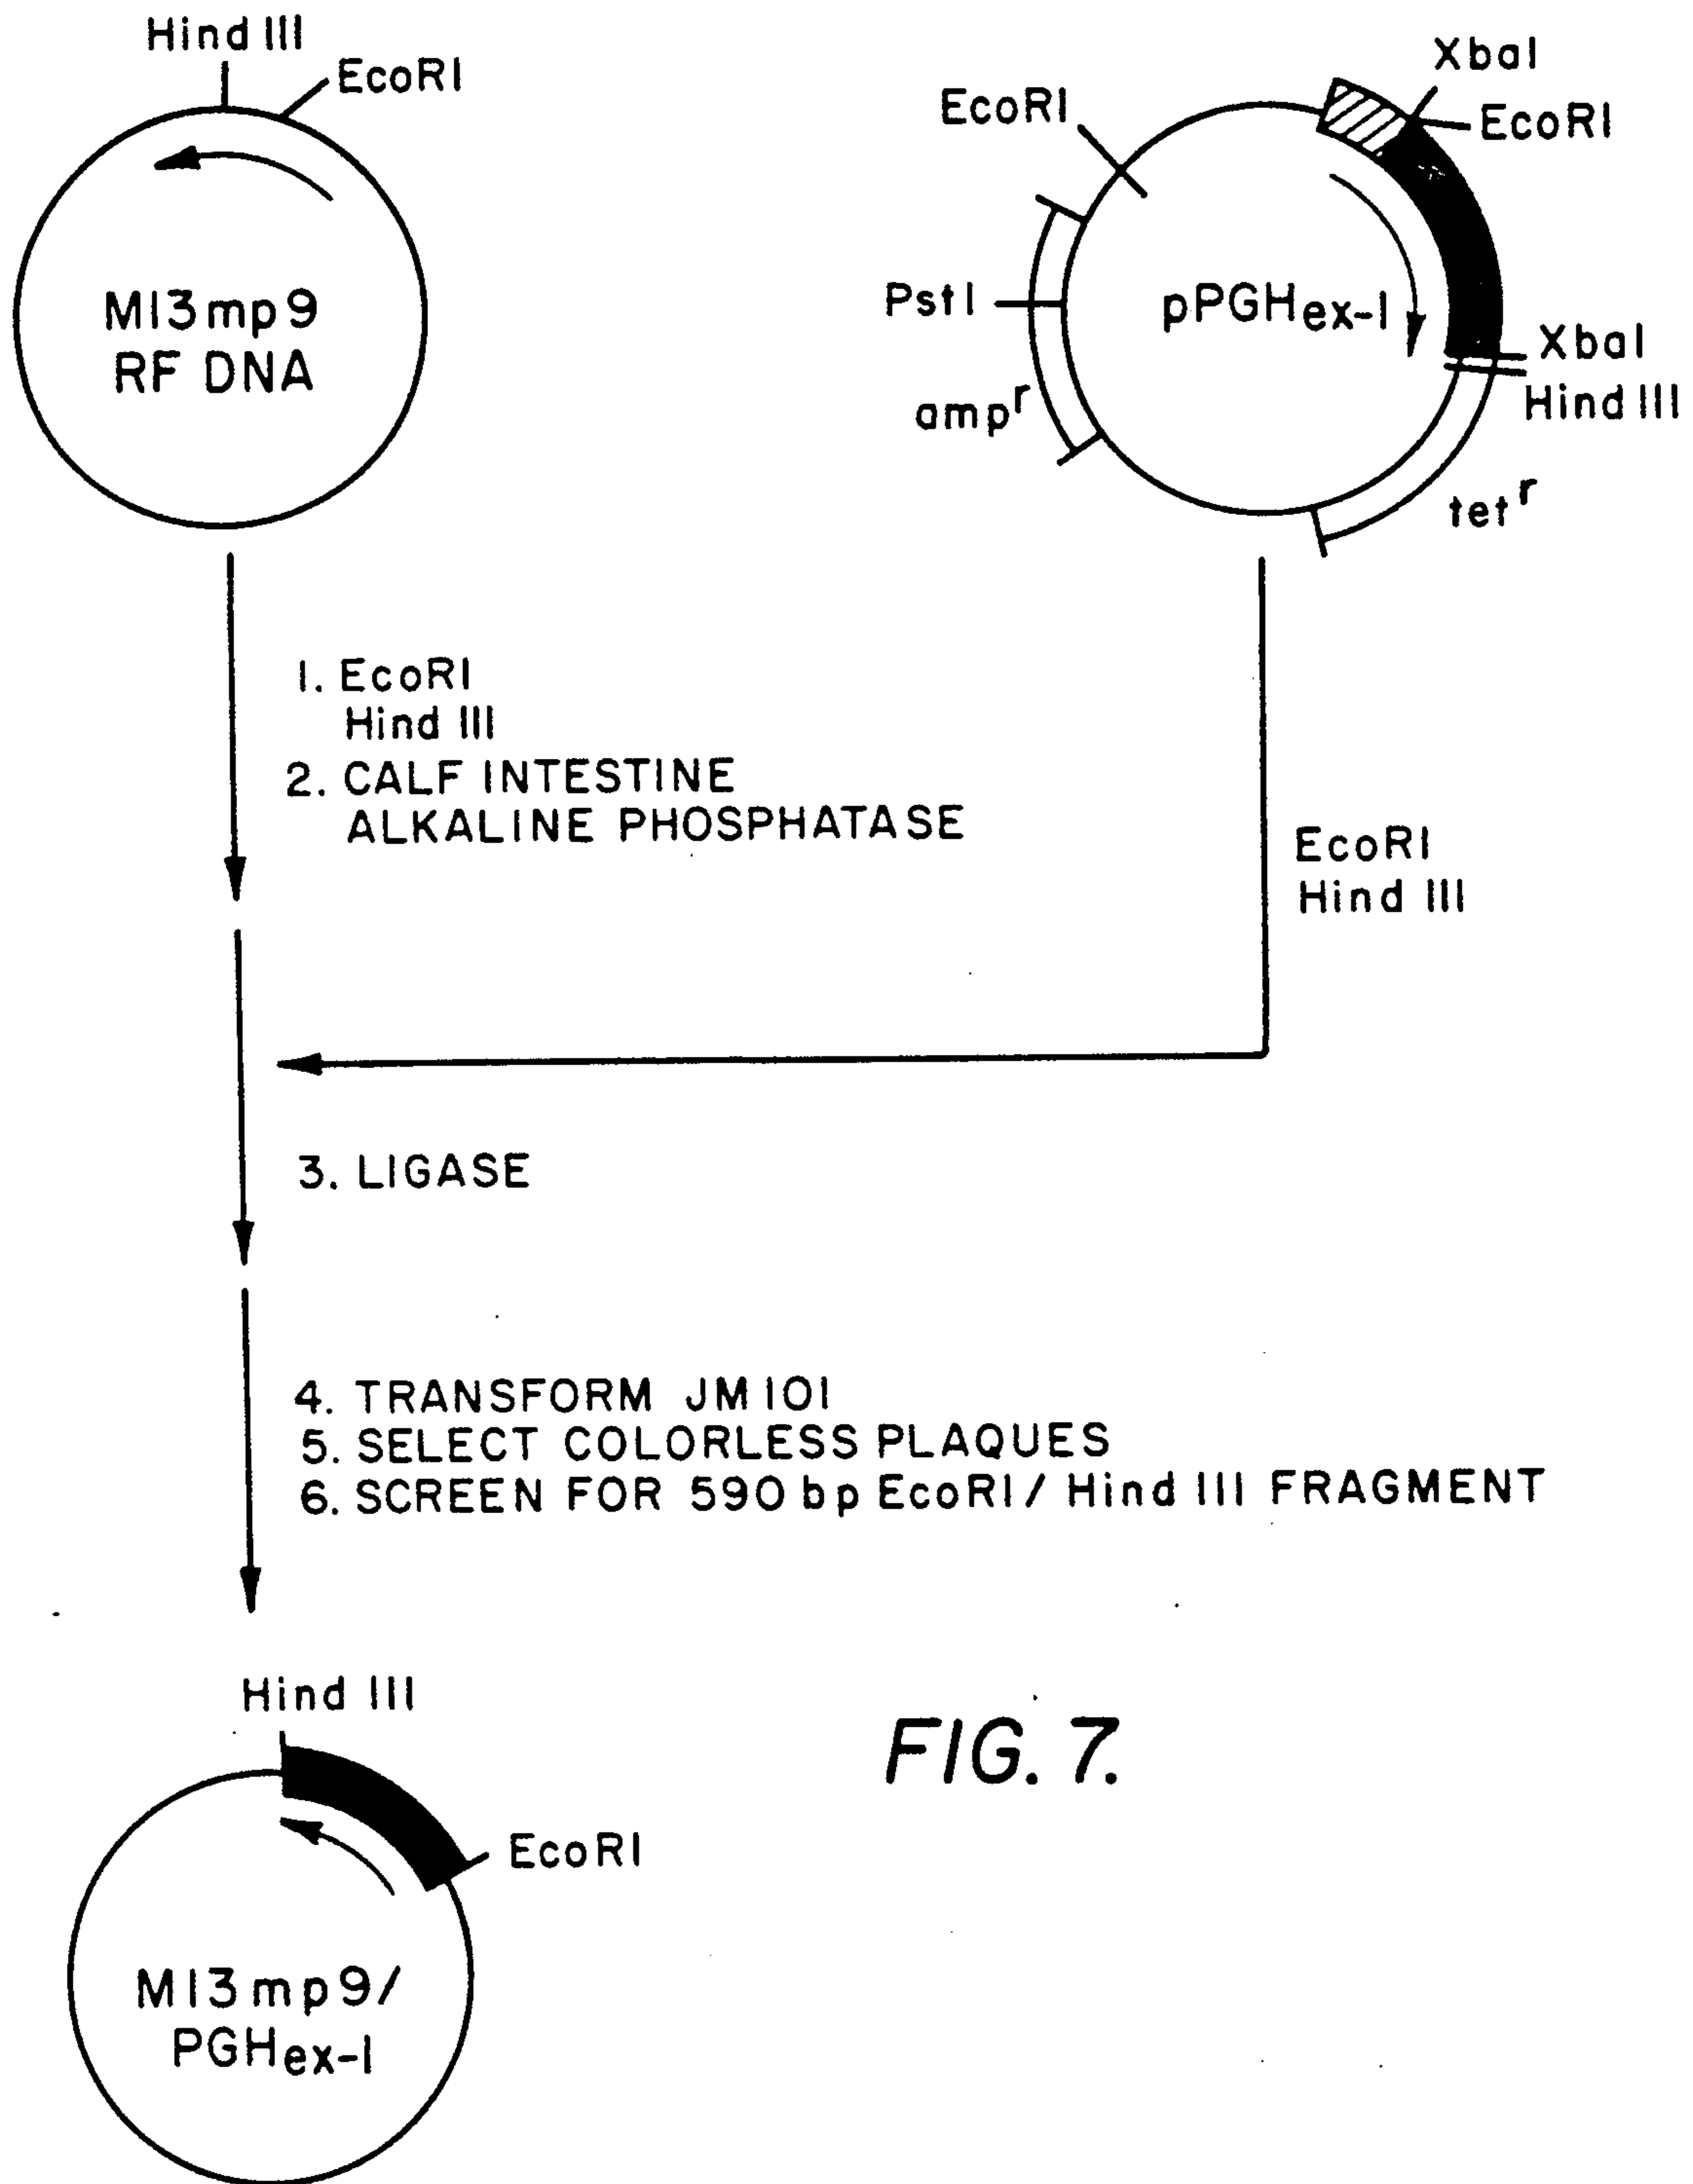 Hind III
EcoRI
M13mp9
RF DNA
XbaI
EcoRI
EcoRI
PstI
pPGHex-1
XbaI
Hind III
amp r
tet r
1. EcoRI
Hind III
2. CALF INTESTINE
ALKALINE PHOSPHATASE
EcoRI
Hind III
3. LIGASE
4. TRANSFORM JM101
5. SELECT COLORLESS PLAQUES
6. SCREEN FOR 590 bp EcoRI/ Hind III FRAGMENT
Hind III
EcoRI
M13mp9/
PGHex-1
FIG. 7.